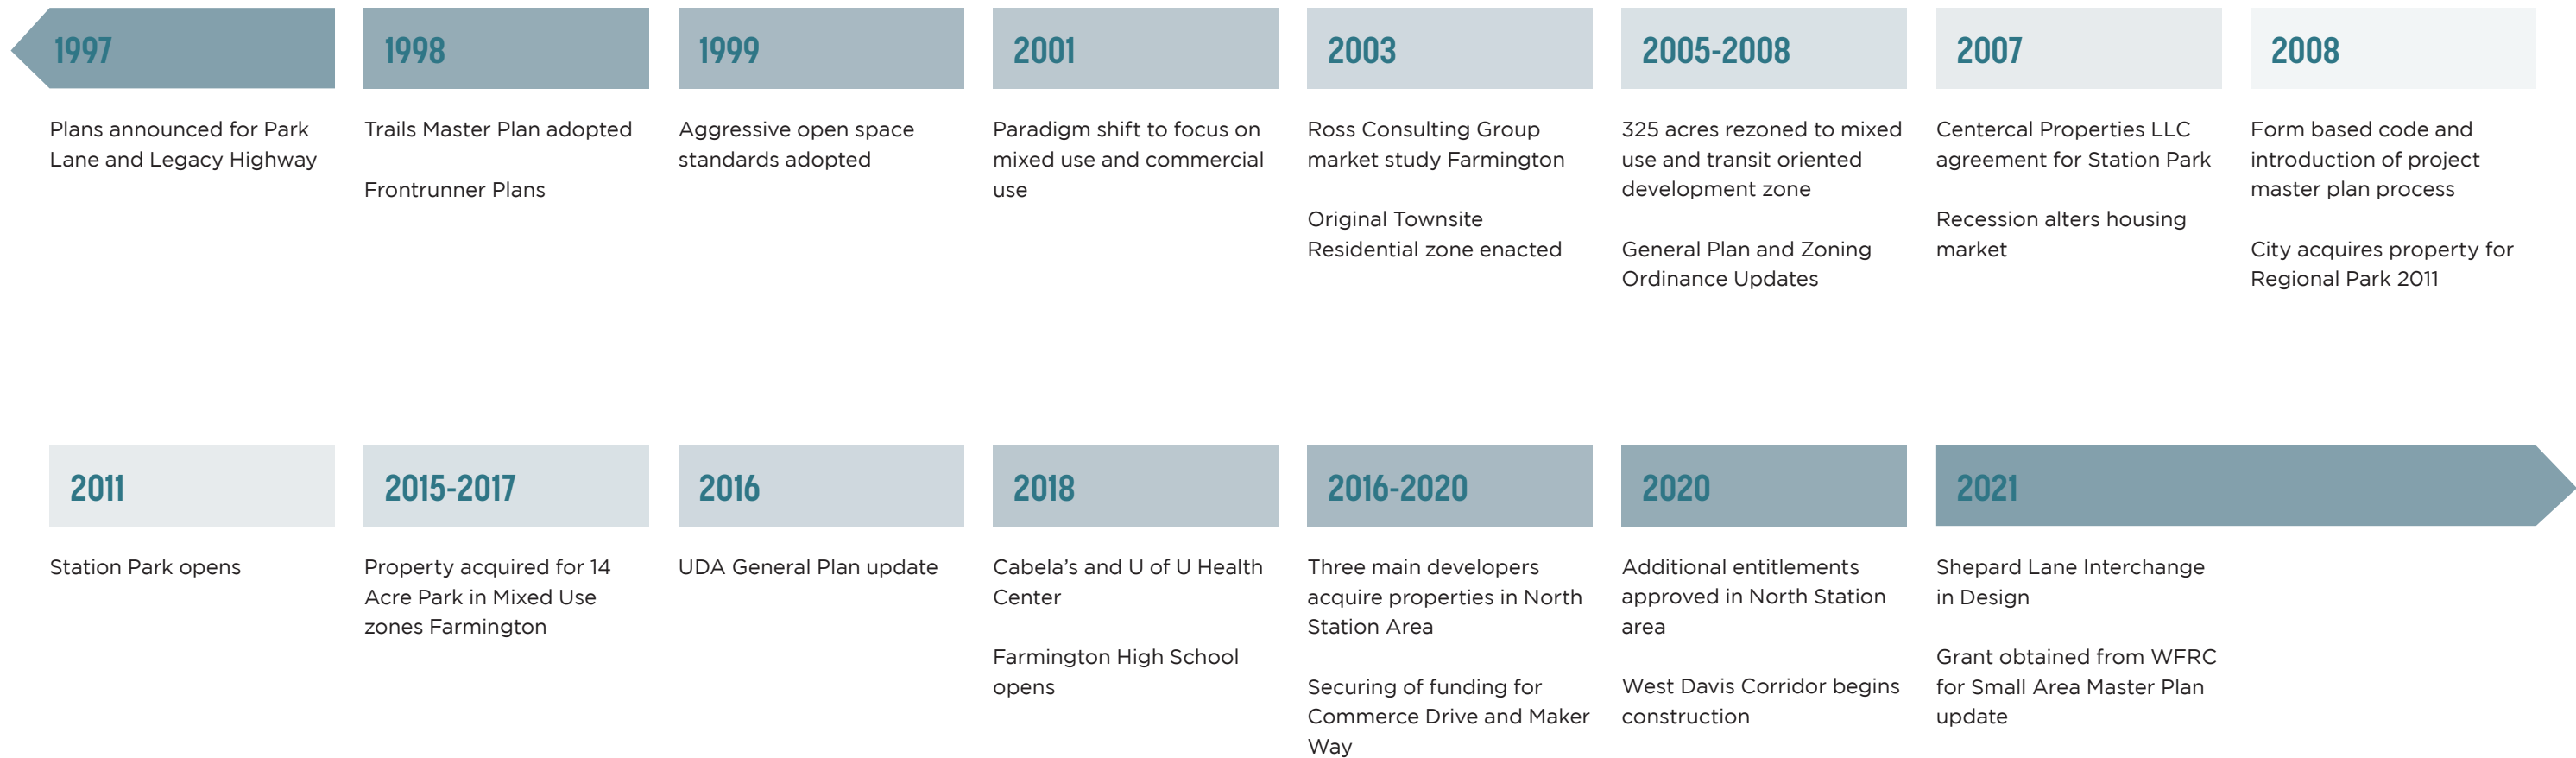 1997
Plans announced for Park
Lane and Legacy Highway
1998
Trails Master Plan adopted
Frontrunner Plans
1999
Aggressive open space
standards adopted
2001
Paradigm shift to focus on
mixed use and commercial
use
2003
Ross Consulting Group
market study Farmington
Original Townsite
Residential zone enacted
2005-2008
325 acres rezoned to mixed
use and transit oriented
development zone
General Plan and Zoning
Ordinance Updates
2007
Centercal Properties LLC
agreement for Station Park
Recession alters housing
market
2008
Form based code and
introduction of project
master plan process
City acquires property for
Regional Park 2011
2011
Station Park opens
2015-2017
Property acquired for 14
Acre Park in Mixed Use
zones Farmington
2016
UDA General Plan update
2018
Cabela’s and U of U Health
Center
Farmington High School
opens
2016-2020
Three main developers
acquire properties in North
Station Area
Securing of funding for
Commerce Drive and Maker
Way
2020
Additional entitlements
approved in North Station
area
West Davis Corridor begins
construction
2021
Shepard Lane Interchange
in Design
Grant obtained from WFRC
for Small Area Master Plan
update